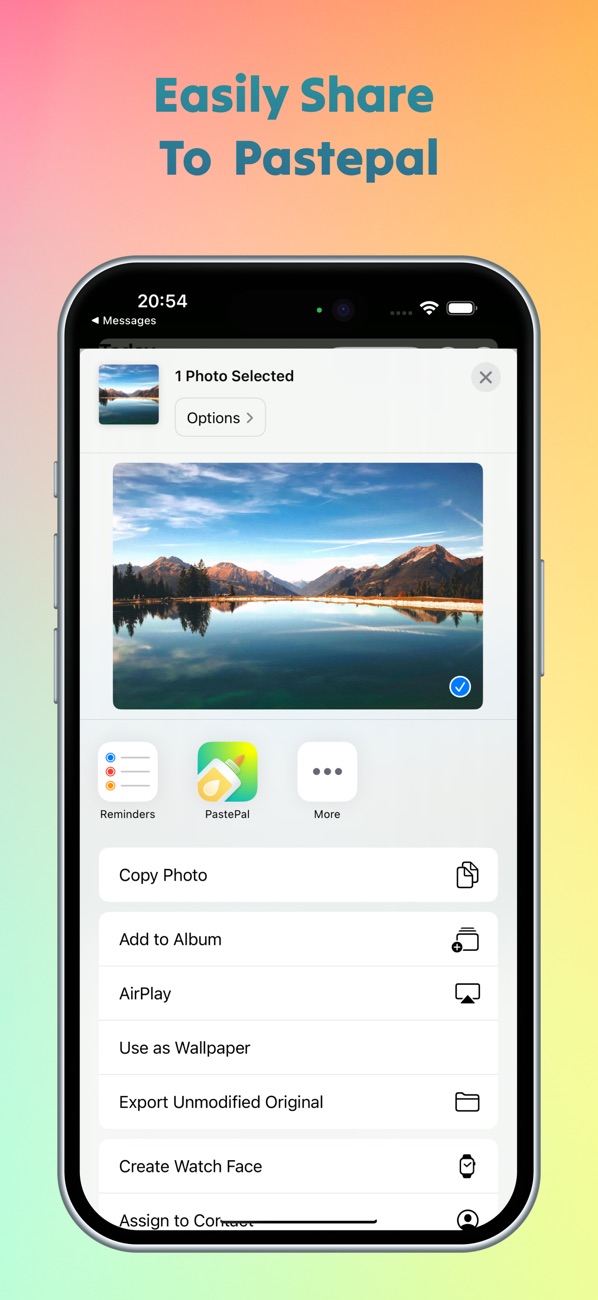 Easily Share
To Pastepal
20:54
◀ Messages
1 Photo Selected
Options >
Reminders
PastePal
More
Copy Photo
Add to Album
AirPlay
Use as Wallpaper
Export Unmodified Original
Create Watch Face
Assign to Contact